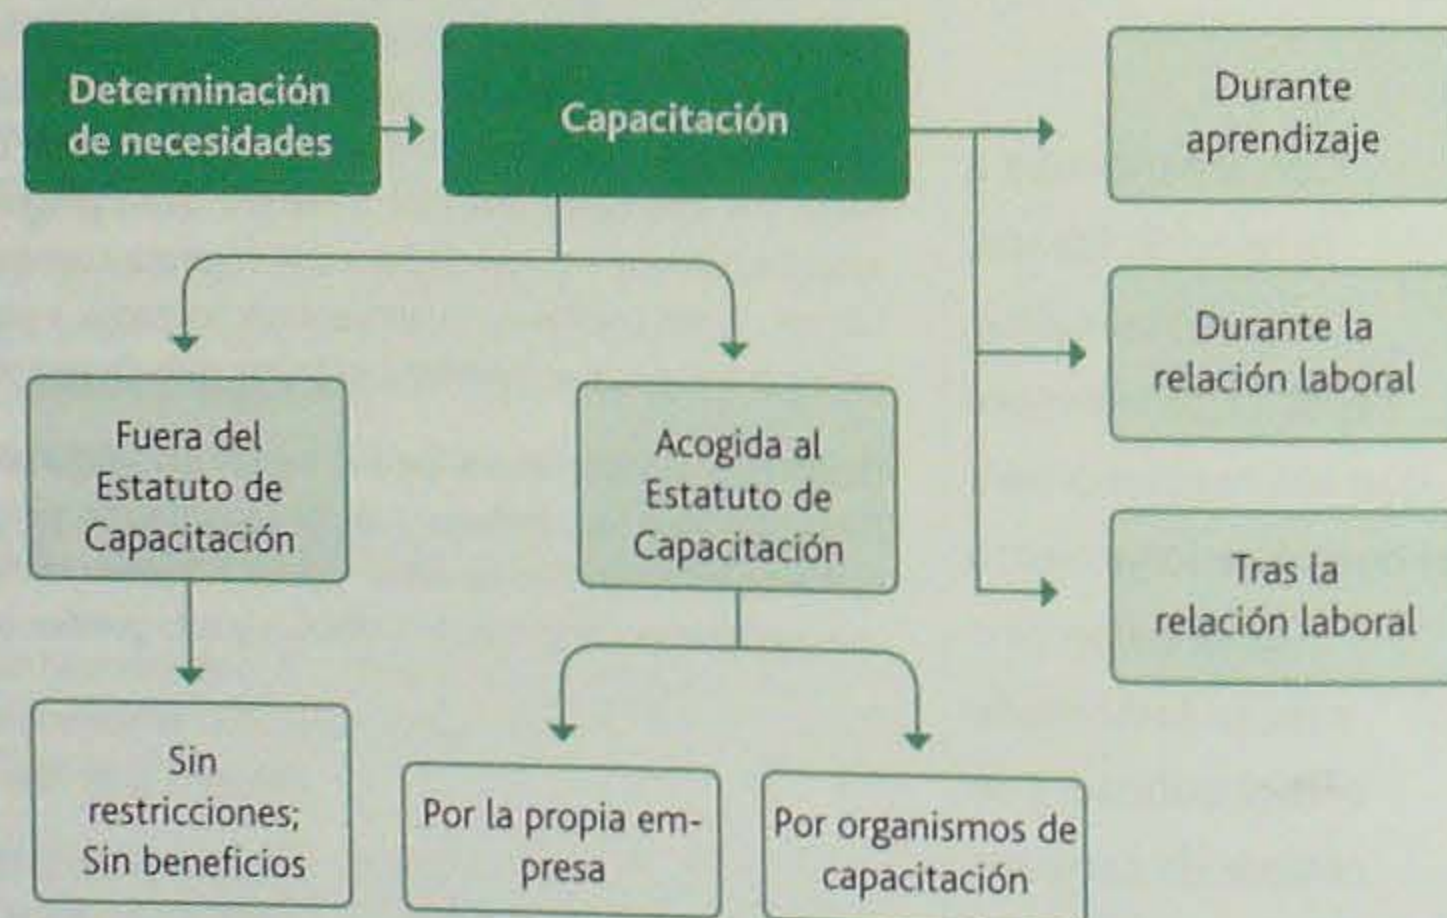 Determinación
de necesidades
Capacitación
Durante
aprendizaje
Durante la
relación laboral
Tras la
relación laboral
Fuera del
Estatuto de
Capacitación
Acogida al
Estatuto de
Capacitación
Sin
restricciones;
Sin beneficios
Por la propia em-
presa
Por organismos de
capacitación